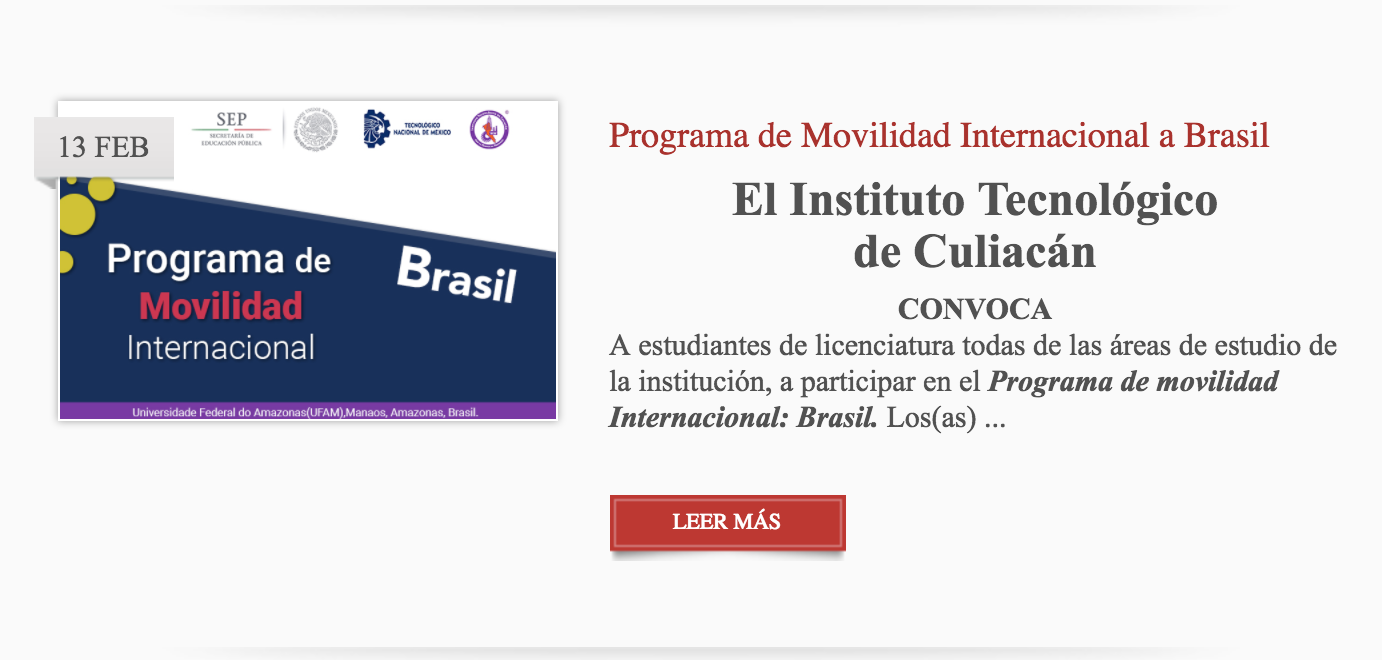 13 FEB
SEP
SECRETARÍA DE
EDUCACIÓN PÚBLICA
TECNOLÓGICO
NACIONAL DE MÉXICO
Programa de
Movilidad
Internacional
Brasil
Universidade Federal do Amazonas(UFAM),Manaos, Amazonas, Brasil.
Programa de Movilidad Internacional a Brasil
El Instituto Tecnológico
de Culiacán
CONVOCA
A estudiantes de licenciatura todas de las áreas de estudio de
la institución, a participar en el Programa de movilidad
Internacional: Brasil. Los(as) ...
LEER MÁS